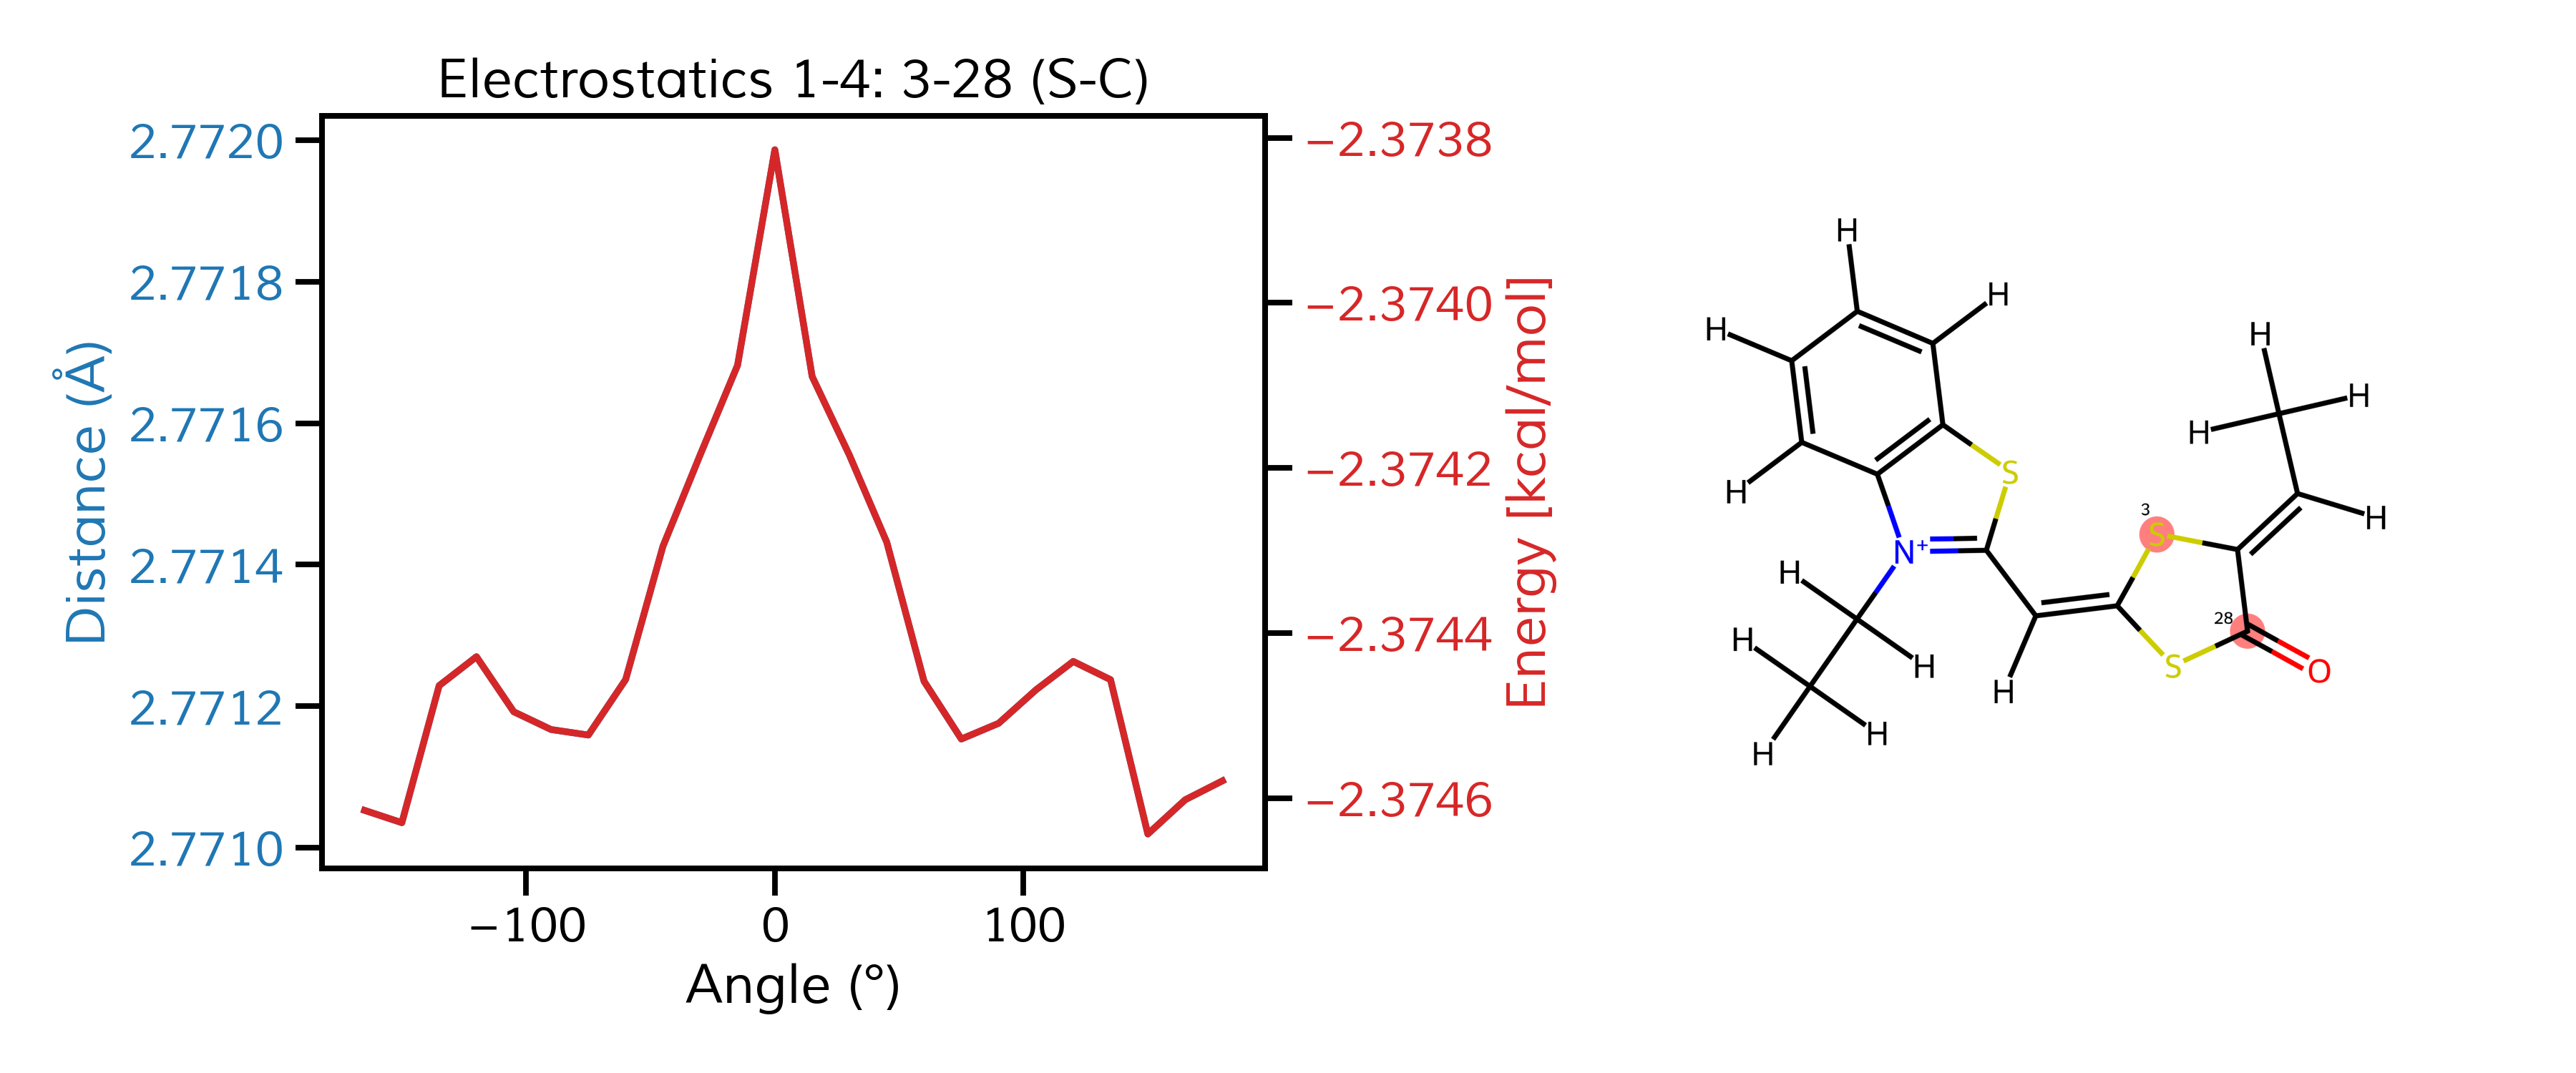 Electrostatics 1-4: 3-28 (S-C)
Distance (Å)
2.7720
2.7718
2.7716
2.7714
2.7712
2.7710
−100
0
100
Angle (°)
−2.3738
−2.3740
−2.3742
−2.3744
−2.3746
Energy [kcal/mol]
H
H
H
H
H
H
H
S
3
S
H
N⁺
H
28
H
H
S
O
H
H
H